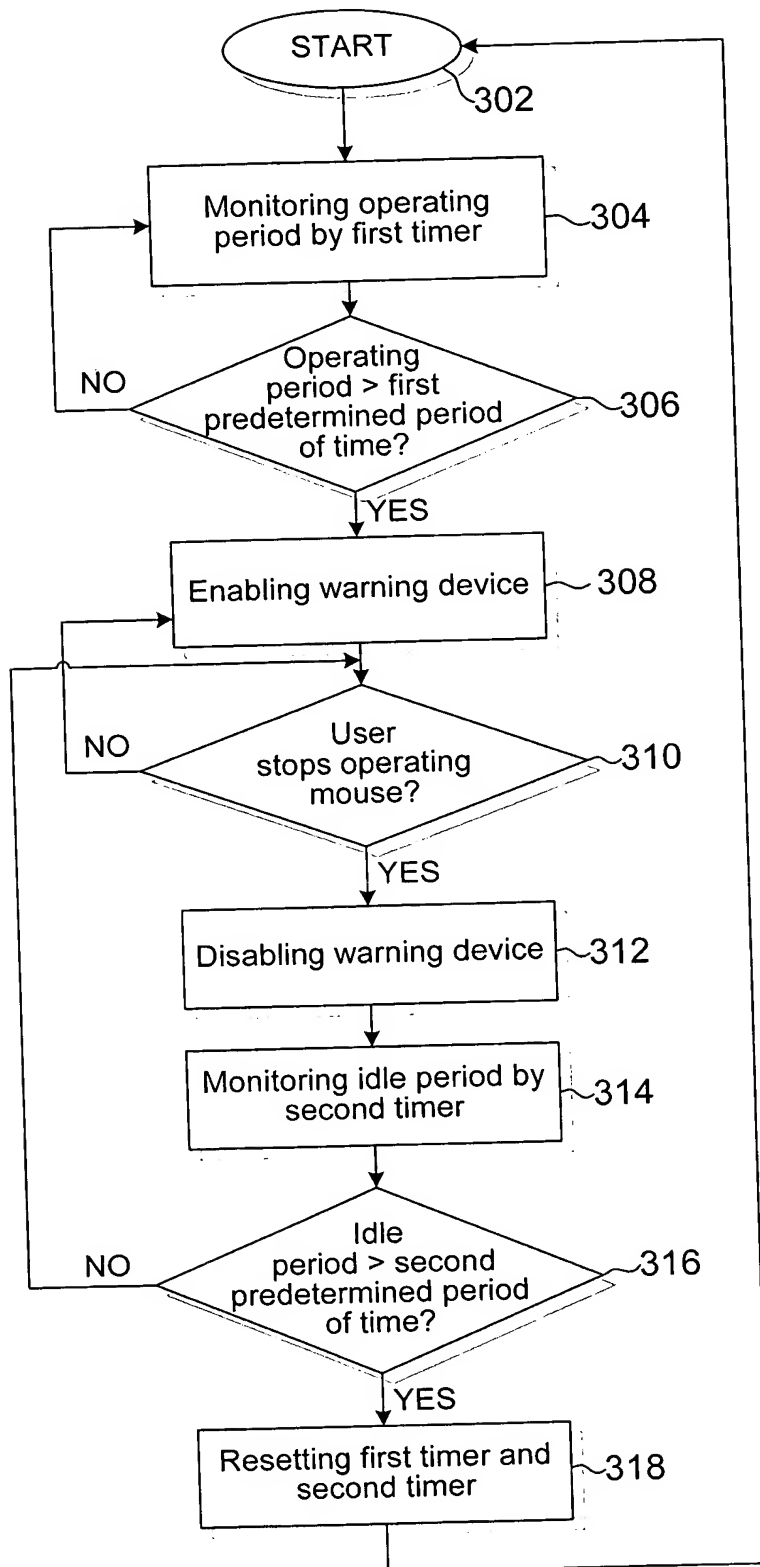 START
302
Monitoring operating
period by first timer
304
Operating
period > first
predetermined period
of time?
306
NO
YES
Enabling warning device
308
User
stops operating
mouse?
310
NO
YES
Disabling warning device
312
Monitoring idle period by
second timer
314
Idle
period > second
predetermined period
of time?
316
NO
YES
Resetting first timer and
second timer
318